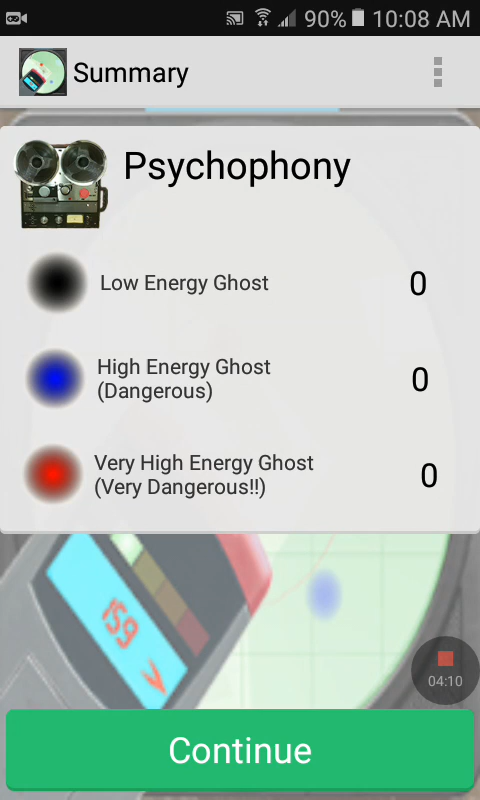 90% 10:08 AM
Summary
Psychophony
Low Energy Ghost 0
High Energy Ghost
(Dangerous) 0
Very High Energy Ghost
(Very Dangerous!!) 0
159
04:10
Continue